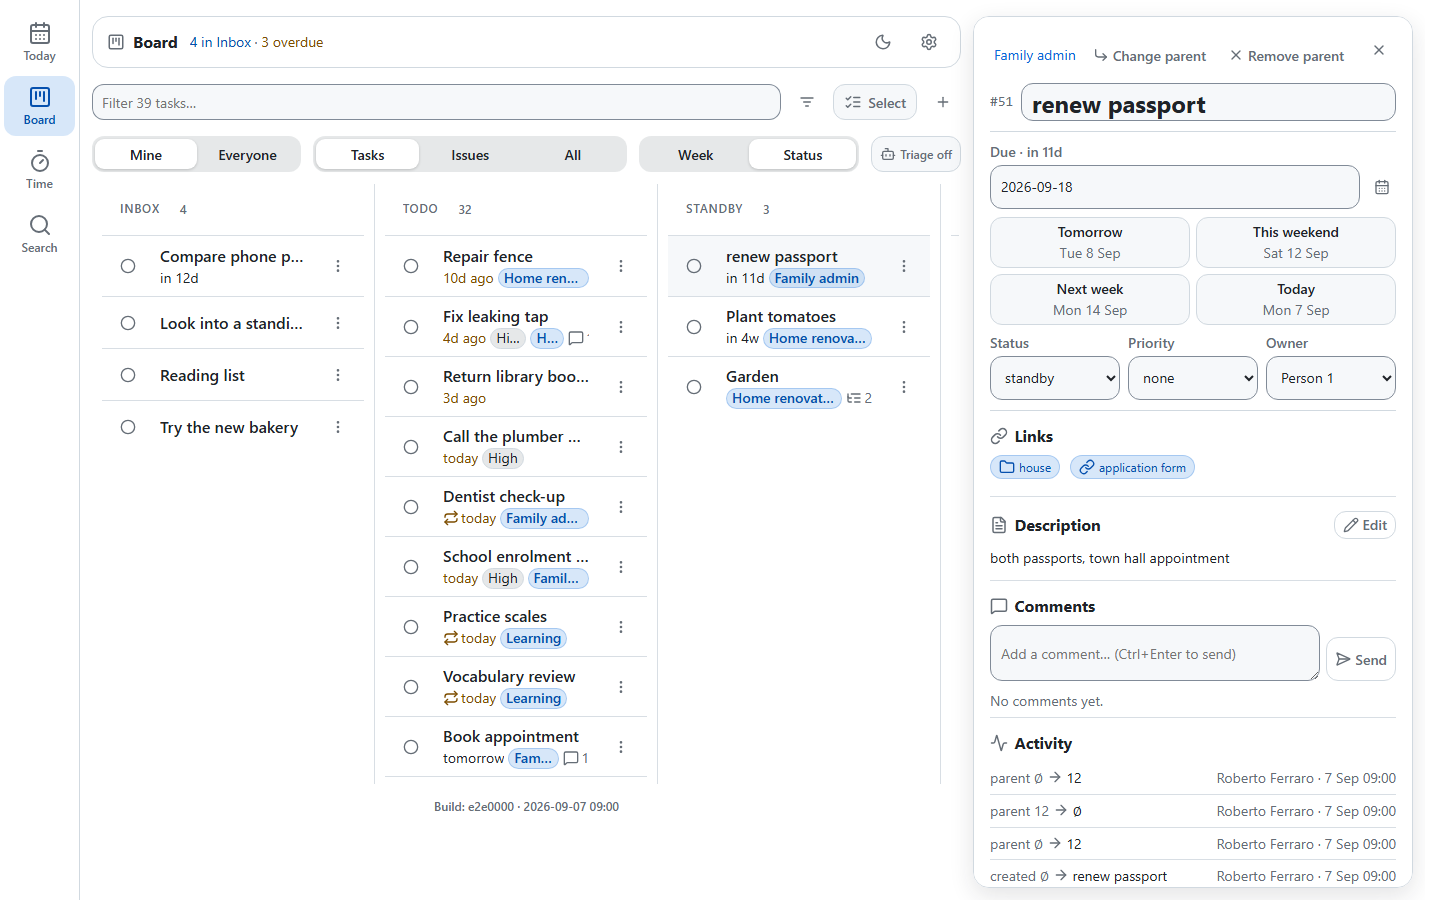 Today
Board
Time
Search
Board 4 in Inbox · 3 overdue
Filter 39 tasks...
Select
Mine Everyone
Tasks Issues All
Week Status
Triage off
INBOX 4
Compare phone p...
in 12d
Look into a standi...
Reading list
Try the new bakery
TODO 32
Repair fence
10d ago Home ren...
Fix leaking tap
4d ago Hi... H...
Return library boo...
3d ago
Call the plumber ...
today High
Dentist check-up
today Family ad...
School enrolment ...
today High Famil...
Practice scales
today Learning
Vocabulary review
today Learning
Book appointment
tomorrow Fam... 1
STANDBY 3
renew passport
in 11d Family admin
Plant tomatoes
in 4w Home renova...
Garden
Home renovat... 2
Build: e2e0000 · 2026-09-07 09:00
Family admin Change parent Remove parent
#51 renew passport
Due · in 11d
2026-09-18
Tomorrow
Tue 8 Sep
This weekend
Sat 12 Sep
Next week
Mon 14 Sep
Today
Mon 7 Sep
Status Priority Owner
standby none Person 1
Links
house application form
Description Edit
both passports, town hall appointment
Comments
Add a comment... (Ctrl+Enter to send)
Send
No comments yet.
Activity
parent Ø → 12 Roberto Ferraro · 7 Sep 09:00
parent 12 → Ø Roberto Ferraro · 7 Sep 09:00
parent Ø → 12 Roberto Ferraro · 7 Sep 09:00
created Ø → renew passport Roberto Ferraro · 7 Sep 09:00